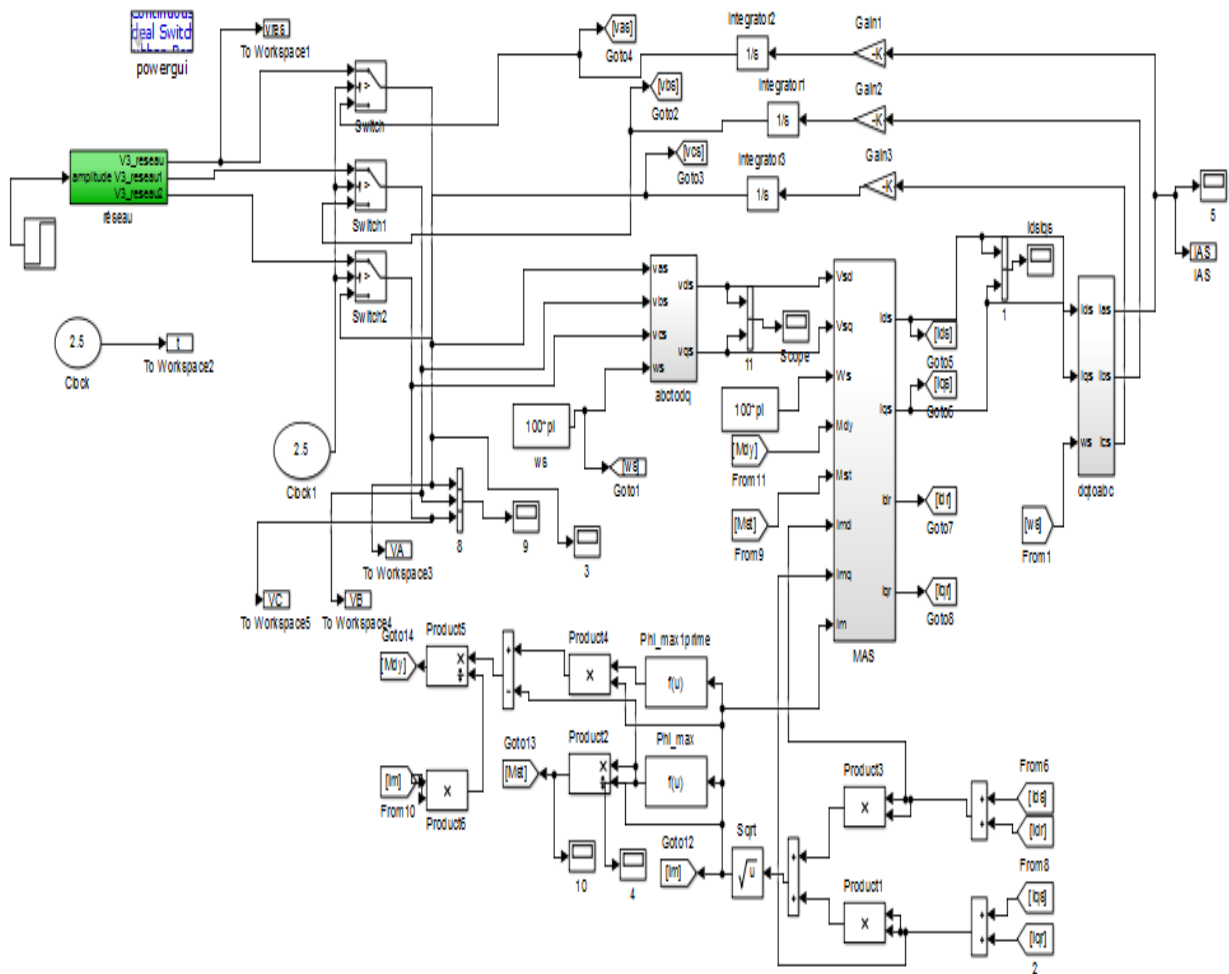 Continuous
deal Switc
powergui
vres
To Workspace1
[vas]
Goto4
Integrator2
1/s
Gain1
-K
Switch
[vbs]
Goto2
Integrator1
1/s
Gain2
-K
V3_reseau
amplitude V3_reseau1
V3_reseau2
réseau
Switch1
[vcs]
Goto3
Integrator3
1/s
Gain3
-K
5
IAS
IAS
Idsiqs
1
Switch2
2.5
Clock
t
To Workspace2
vas
vbs
vcs
ws
vds
vqs
abctodq
11
Scope
100*pi
ws
[ws]
Goto1
100*pi
[Mdy]
From11
[Mst]
From9
Vsd
Vsq
Ws
Mdy
Mst
Imd
Imq
Im
Ids
Iqs
Idr
Iqr
MAS
[Ids]
Goto5
[Iqs]
Goto6
[Idr]
Goto7
[Iqr]
Goto8
Ids
Iqs
ws
Ias
Ibs
Ics
dqtoabc
[ws]
From1
2.5
Clock1
8
9
3
VA
To Workspace3
VC
To Workspace5
VB
To Workspace4
Goto14
[Mdy]
Product5
×
÷
+
−
Product4
×
Phi_max1prime
f(u)
Goto13
[Mst]
Product2
×
÷
Phi_max
f(u)
[Im]
From10
×
Product6
10
4
Goto12
[Im]
Sqrt
√u
+
+
Product3
×
Product1
×
+
+
From6
[Ids]
[Idr]
+
+
From8
[Iqs]
[Iqr]
2